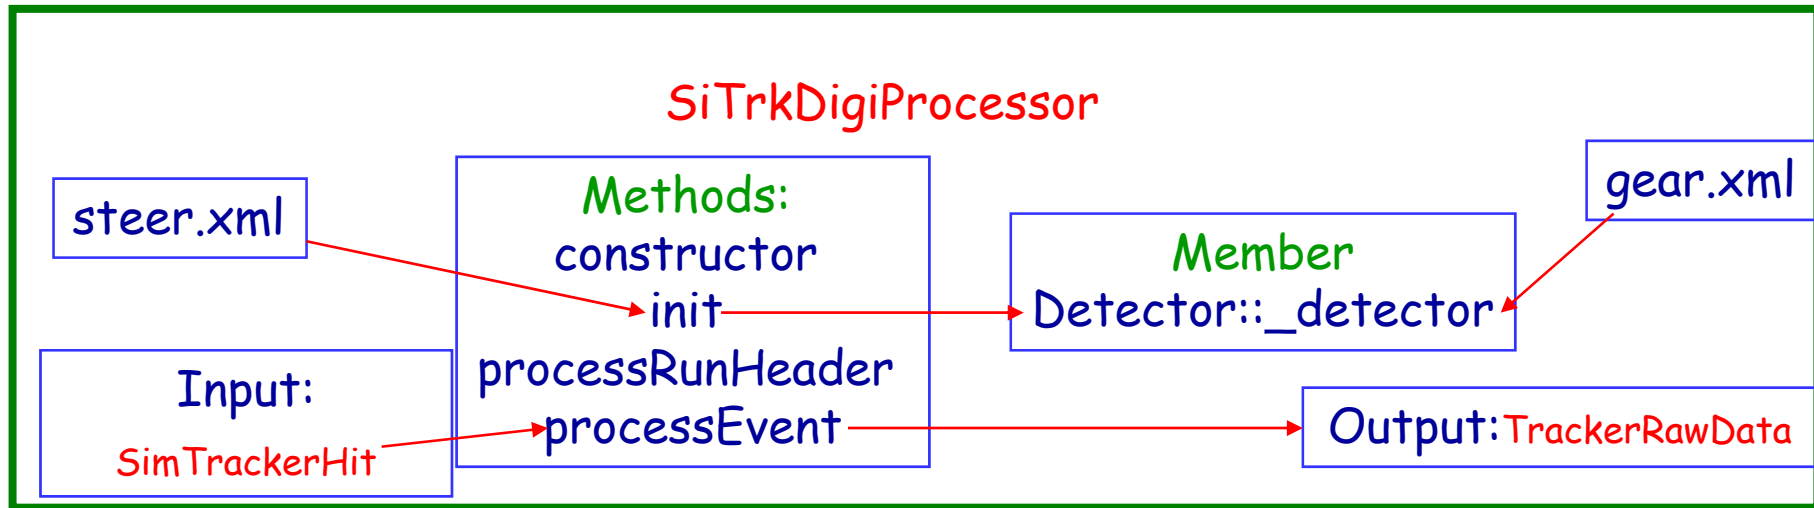 SiTrkDigiProcessor
steer.xml
Methods:
constructor
init
processRunHeader
processEvent
Member
Detector::_detector
gear.xml
Input:
SimTrackerHit
Output:TrackerRawData